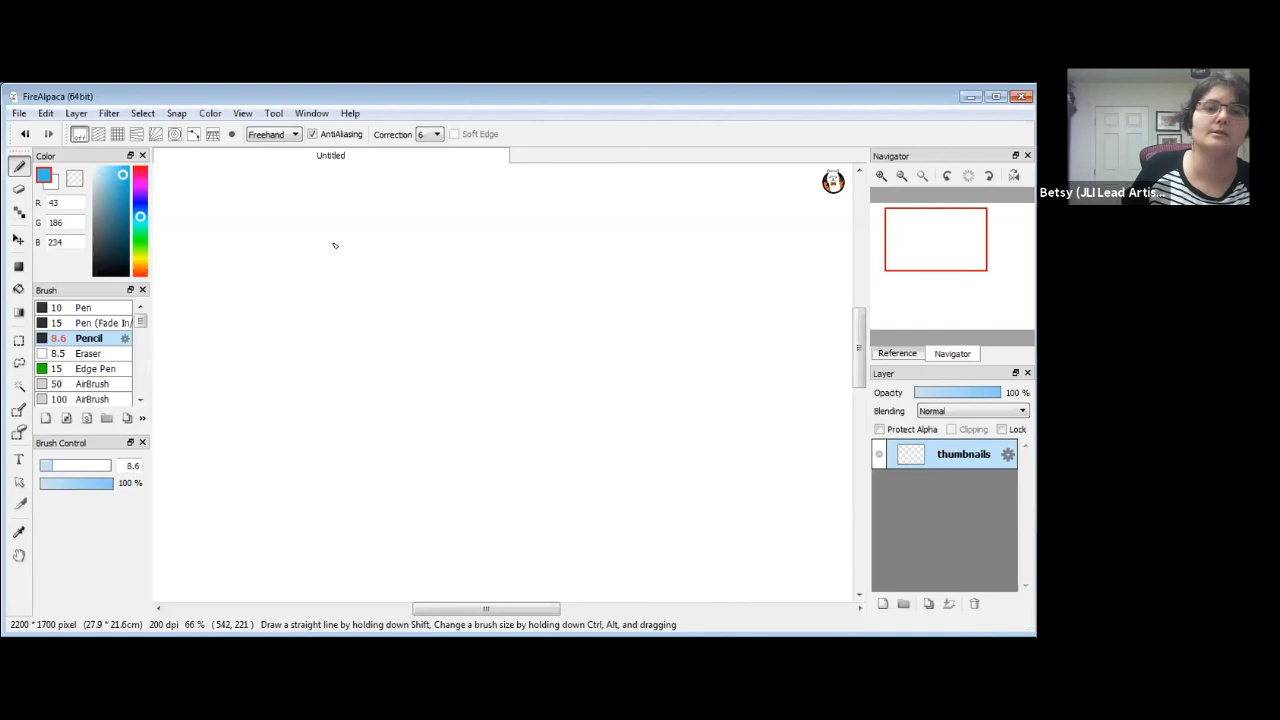 FireAlpaca (64bit)
File Edit Layer Filter Select Snap Color View Tool Window Help
off Freehand AntiAliasing Correction 6 Soft Edge
Color
Untitled
Navigator
R 43
G 186
B 234
Betsy (JLI Lead Artis...
Brush
10 Pen
15 Pen (Fade In/
8.6 Pencil
8.5 Eraser
15 Edge Pen
50 AirBrush
100 AirBrush
Reference Navigator
Layer
Opacity 100 %
Blending Normal
Protect Alpha Clipping Lock
Brush Control
thumbnails
8.6
100 %
2200 * 1700 pixel (27.9 * 21.6cm) 200 dpi 66 % ( 542, 221 ) Draw a straight line by holding down Shift, Change a brush size by holding down Ctrl, Alt, and dragging